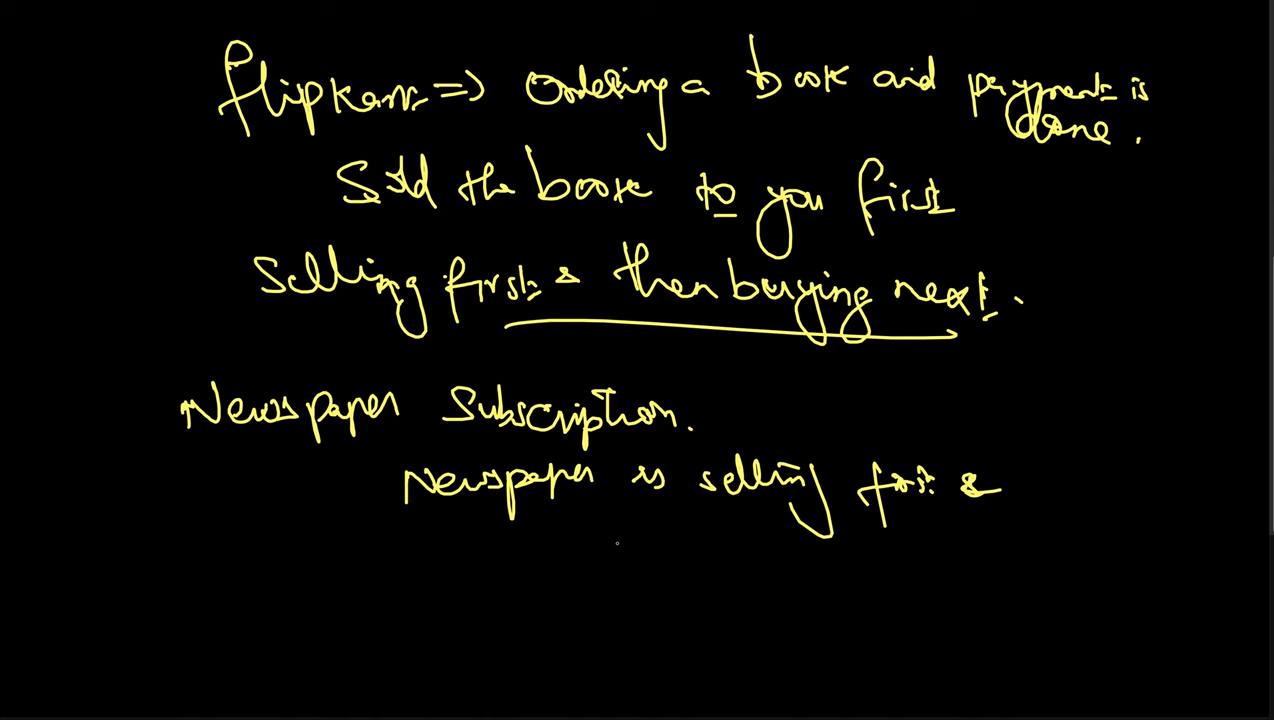 flipkart => Ordering a book and payment is done.
Sold the book to you first
Selling first & then buying next.
Newspaper Subscription.
Newspaper is selling first &